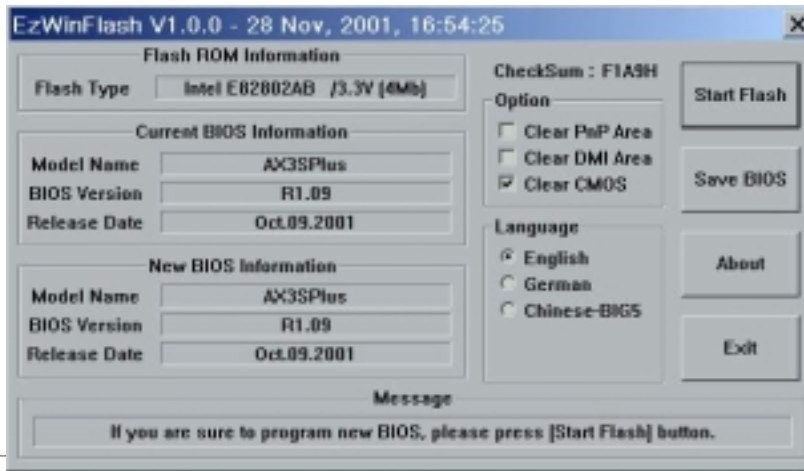 EzWinFlash V1.0.0 - 28 Nov, 2001, 16:54:25
Flash ROM Information
Flash Type Intel E82802AB /3.3V (4Mb)
Current BIOS Information
Model Name AX3SPlus
BIOS Version R1.09
Release Date Oct.09.2001
New BIOS Information
Model Name AX3SPlus
BIOS Version R1.09
Release Date Oct.09.2001
CheckSum : F1A9H
Option
Clear PnP Area
Clear DMI Area
Clear CMOS
Language
English
German
Chinese-BIG5
Start Flash
Save BIOS
About
Exit
Message
If you are sure to program new BIOS, please press [Start Flash] button.